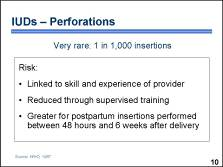 IUDs – Perforations
Very rare: 1 in 1,000 insertions
Risk:
• Linked to skill and experience of provider
• Reduced through supervised training
• Greater for postpartum insertions performed
between 48 hours and 6 weeks after delivery
Source: WHO, 1987
10